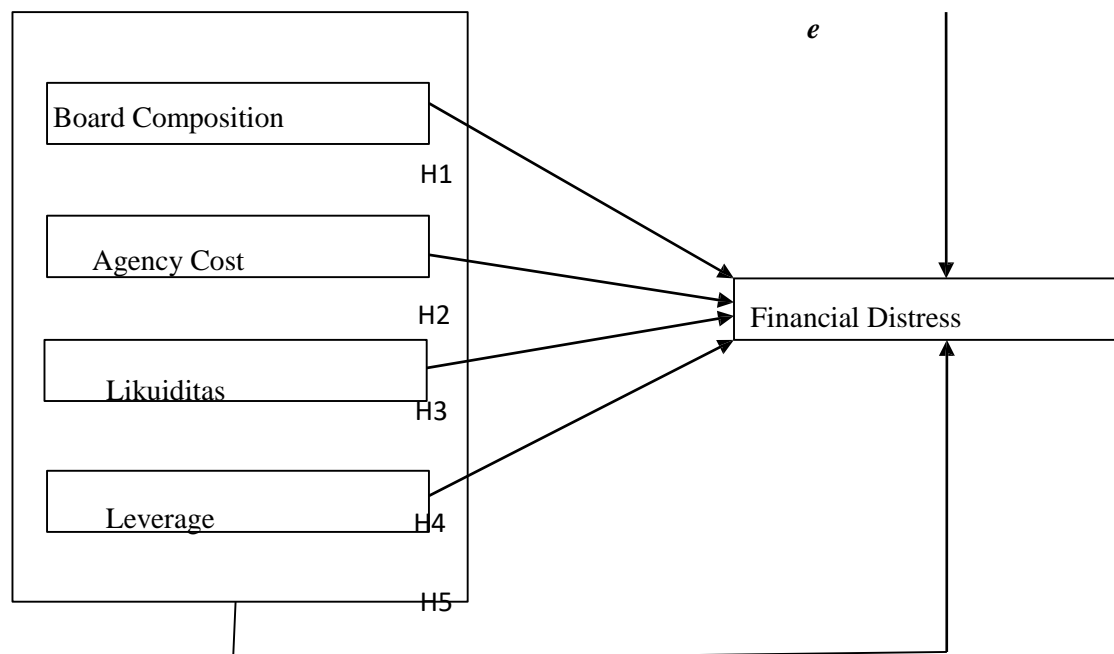 e
Board Composition
H1
Agency Cost
H2
Financial Distress
Likuiditas
H3
Leverage
H4
H5